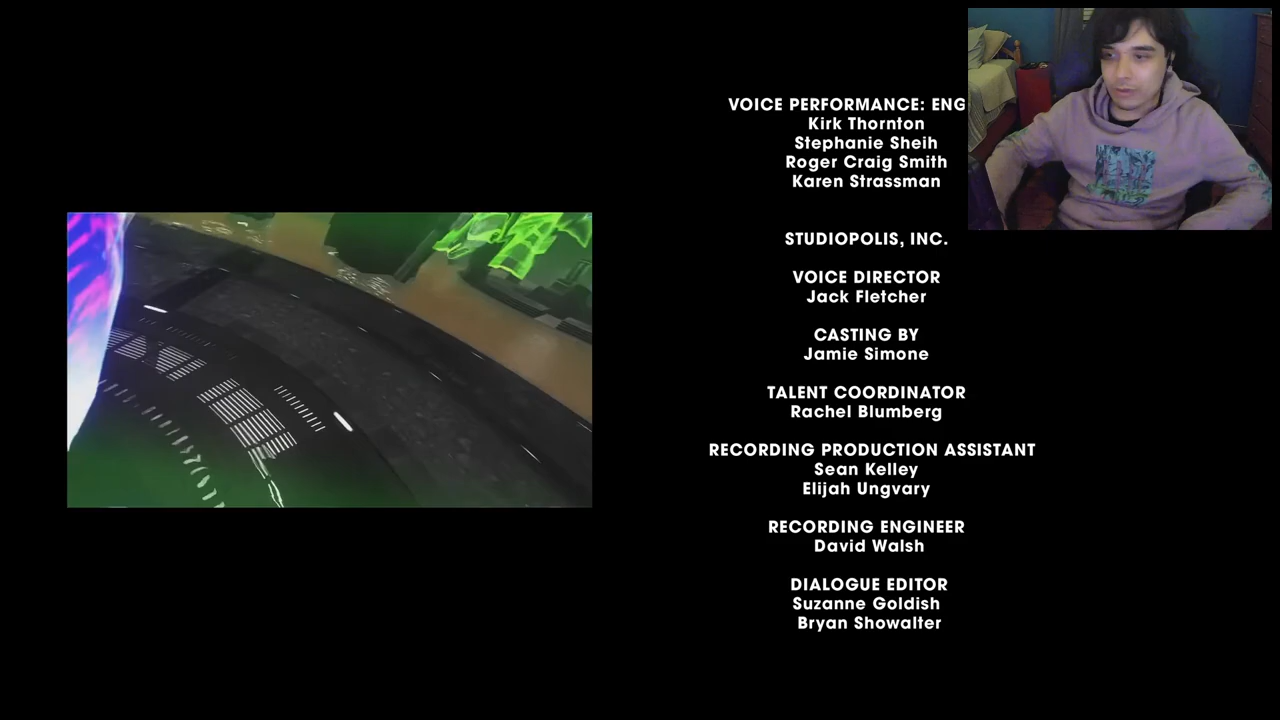 VOICE PERFORMANCE: ENG
Kirk Thornton
Stephanie Sheih
Roger Craig Smith
Karen Strassman
STUDIOPOLIS, INC.
VOICE DIRECTOR
Jack Fletcher
CASTING BY
Jamie Simone
TALENT COORDINATOR
Rachel Blumberg
RECORDING PRODUCTION ASSISTANT
Sean Kelley
Elijah Ungvary
RECORDING ENGINEER
David Walsh
DIALOGUE EDITOR
Suzanne Goldish
Bryan Showalter